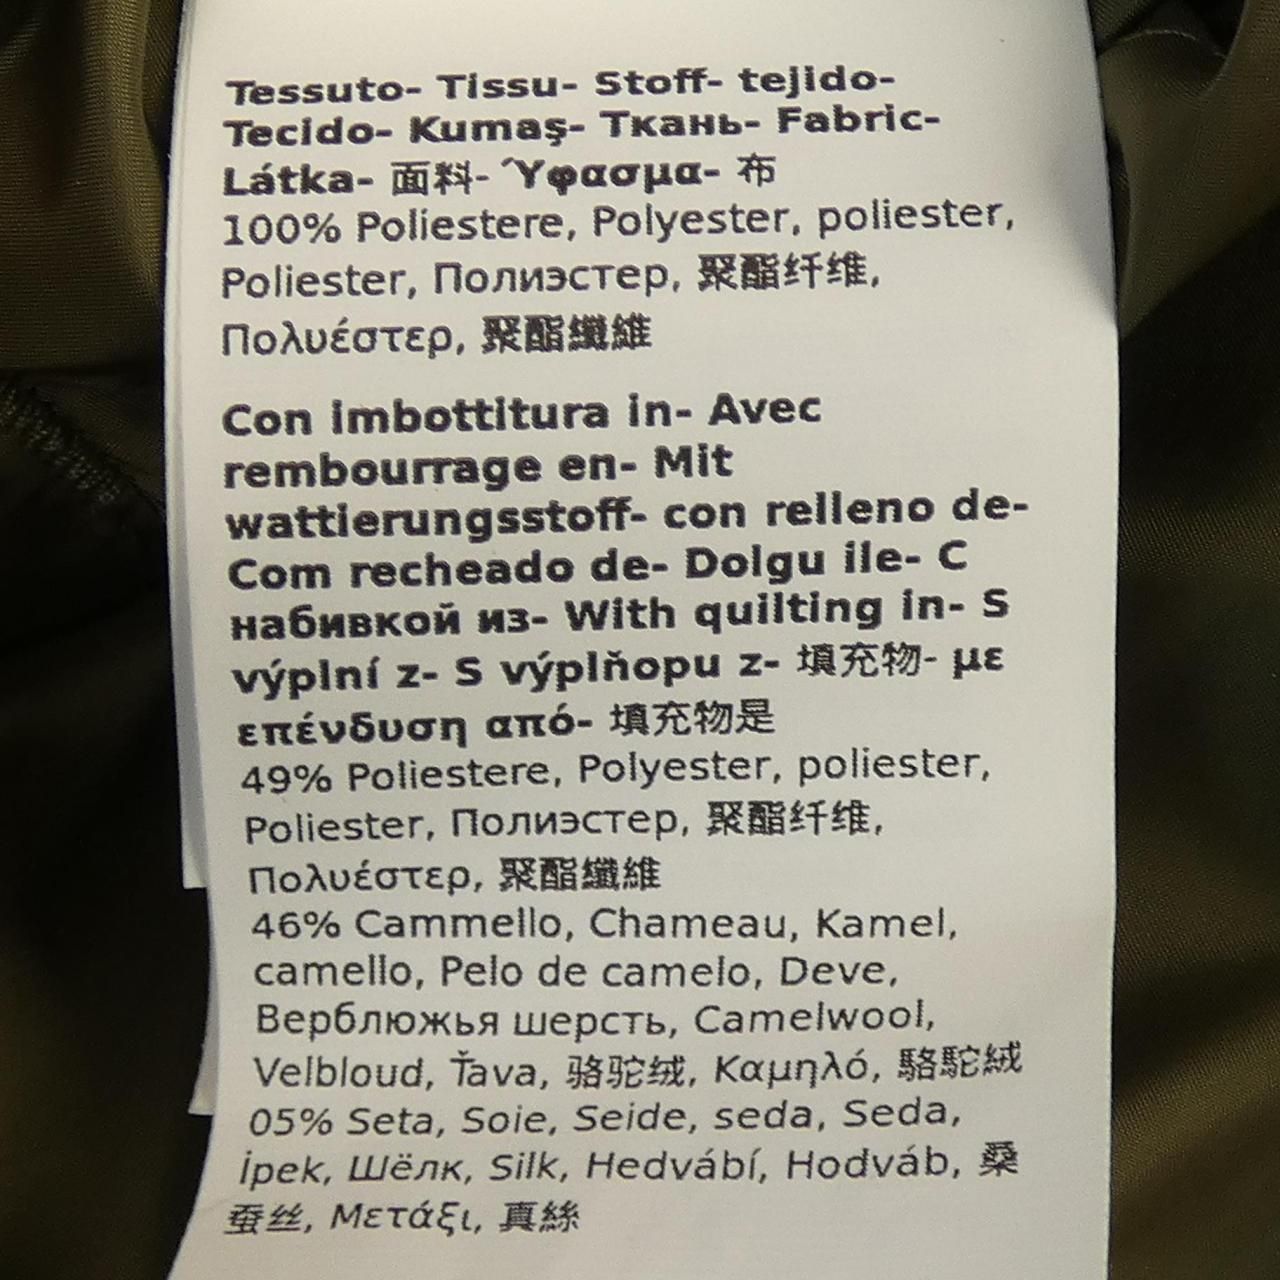 Tessuto- Tissu- Stoff- tejido-
Tecido- Kumaş- Ткань- Fabric-
Látka- 面料- Ύφασμα- 布
100% Poliestere, Polyester, poliester,
Poliester, Полиэстер, 聚酯纤维,
Πολυέστερ, 聚酯纖維
Con imbottitura in- Avec
rembourrage en- Mit
wattierungsstoff- con relleno de-
Com recheado de- Dolgu ile- С
набивкой из- With quilting in- S
výplní z- S výplňopu z- 填充物- με
επένδυση από- 填充物是
49% Poliestere, Polyester, poliester,
Poliester, Полиэстер, 聚酯纤维,
Πολυέστερ, 聚酯纖維
46% Cammello, Chameau, Kamel,
camello, Pelo de camelo, Deve,
Верблюжья шерсть, Camelwool,
Velbloud, Ťava, 骆驼绒, Καμηλό, 駱駝絨
05% Seta, Soie, Seide, seda, Seda,
İpek, Шёлк, Silk, Hedvábí, Hodváb, 桑
蚕丝, Μετάξι, 真絲